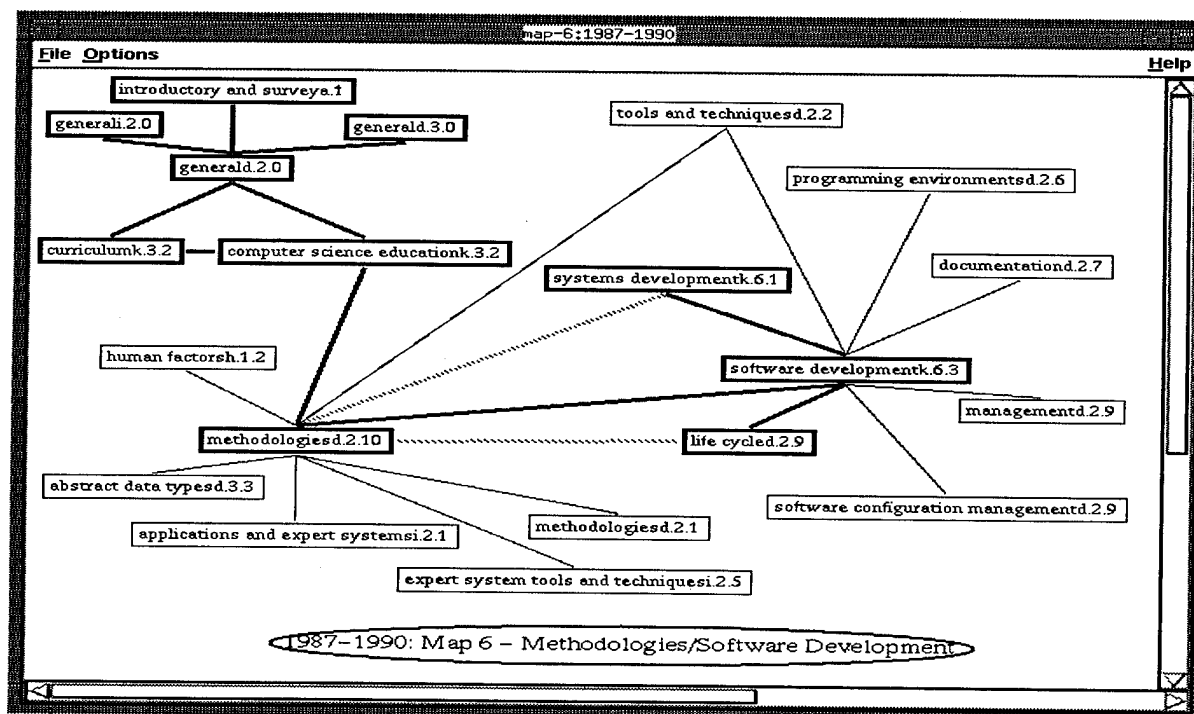 map-6:1987-1990
File Options
Help
introductory and surveya.1
tools and techniquesd.2.2
generali.2.0
generald.3.0
generald.2.0
programming environmentsd.2.6
curriculumk.3.2
computer science educationk.3.2
systems developmentk.6.1
documentationd.2.7
human factorsh.1.2
software developmentk.6.3
managementd.2.9
methodologiesd.2.10
life cycled.2.9
abstract data typesd.3.3
software configuration managementd.2.9
applications and expert systemsi.2.1
methodologiesd.2.1
expert system tools and techniquesi.2.5
1987-1990: Map 6 - Methodologies/Software Development